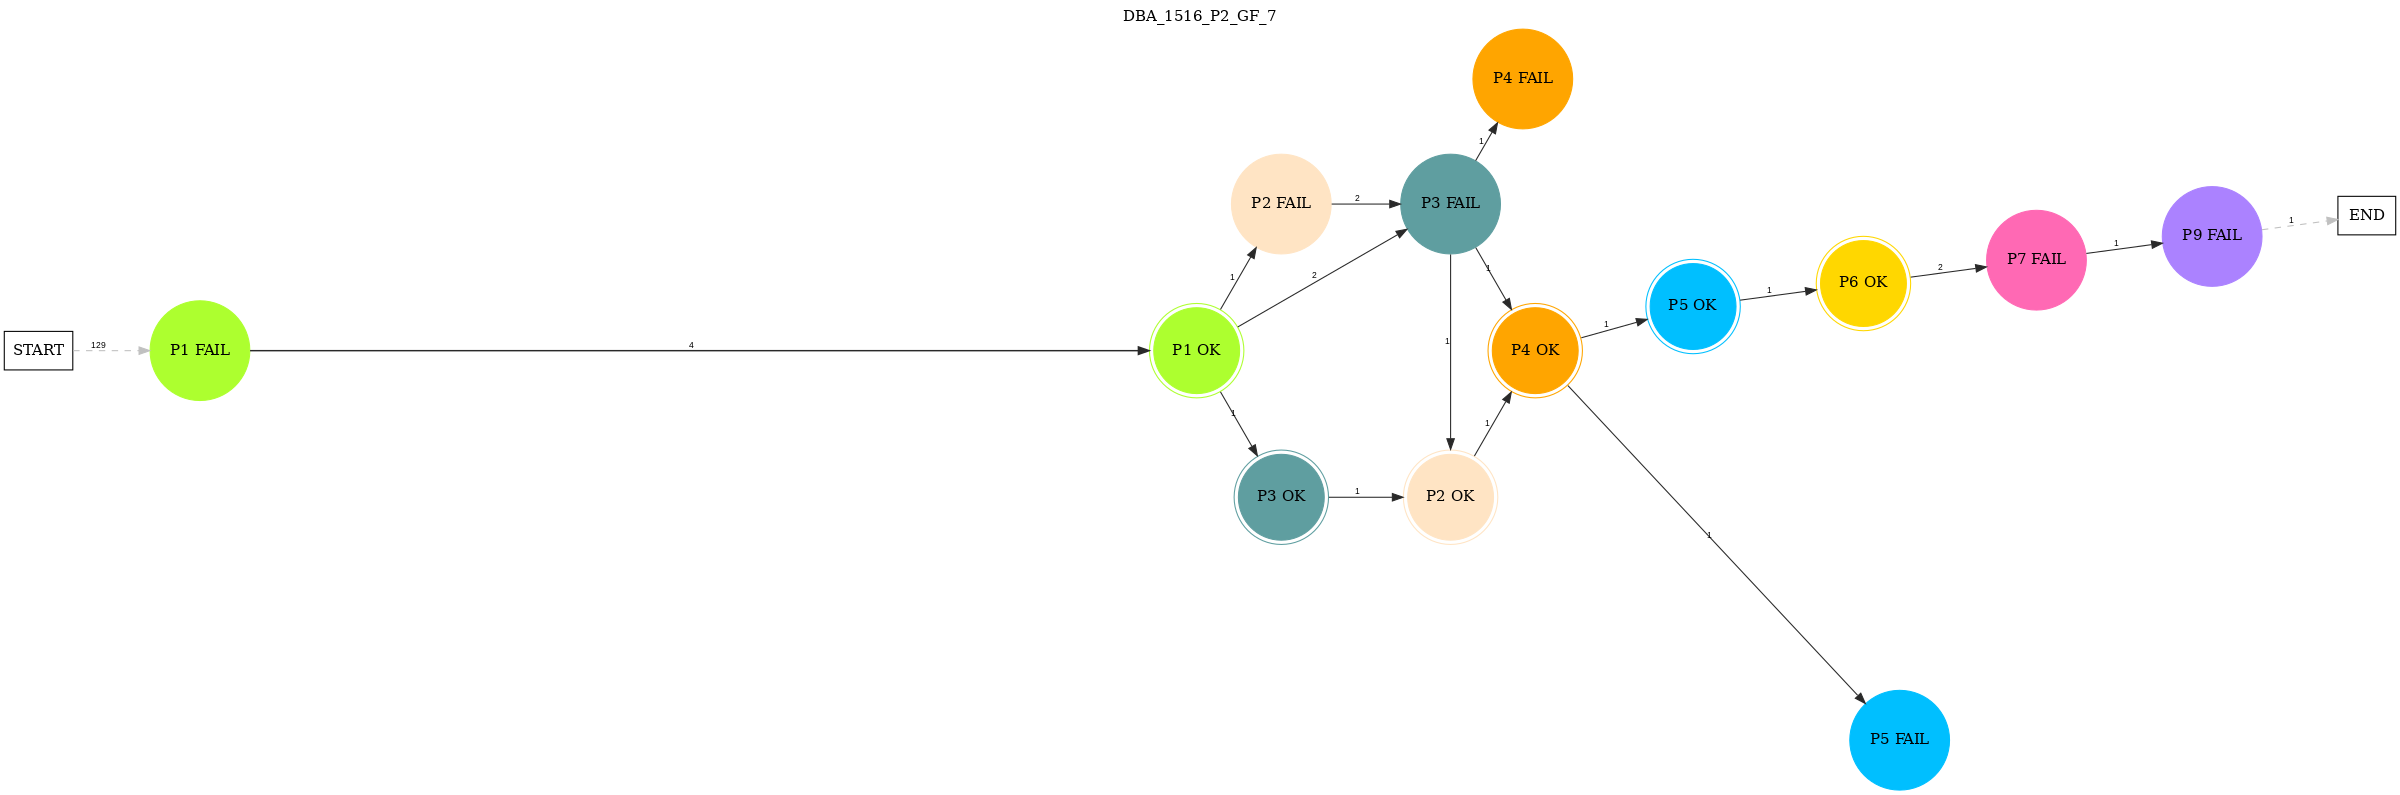 DBA_1516_P2_GF_7
P4 FAIL
1
P2 FAIL
2
P3 FAIL
1
2
1
1
START
129
P1 FAIL
4
P1 OK
P4 OK
1
P5 OK
1
P6 OK
2
P7 FAIL
1
P9 FAIL
1
END
1
1
P3 OK
1
P2 OK
1
P5 FAIL